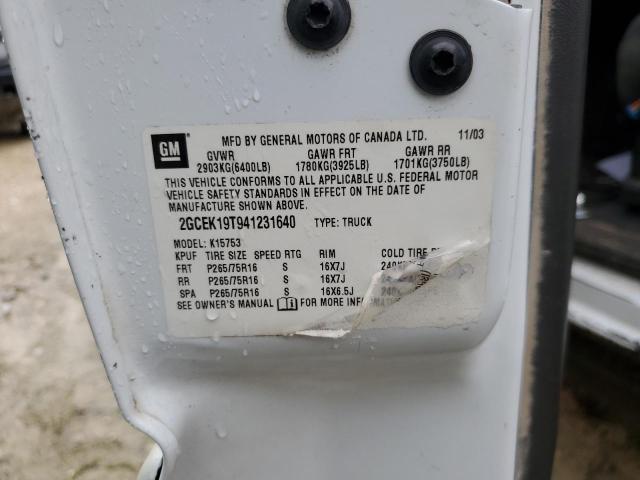 GM MFD BY GENERAL MOTORS OF CANADA LTD. 11/03
GVWR GAWR FRT GAWR RR
2903KG(6400LB) 1780KG(3925LB) 1701KG(3750LB)
THIS VEHICLE CONFORMS TO ALL APPLICABLE U.S. FEDERAL MOTOR
VEHICLE SAFETY STANDARDS IN EFFECT ON THE DATE OF
MANUFACTURE SHOWN ABOVE.
2GCEK19T941231640 TYPE: TRUCK
MODEL: K15753
KPUF TIRE SIZE SPEED RTG RIM COLD TIRE
FRT P265/75R16 S 16X7J
RR P265/75R16 S 16X7J
SPA P265/75R16 S 16X6.5J
SEE OWNER'S MANUAL FOR MORE